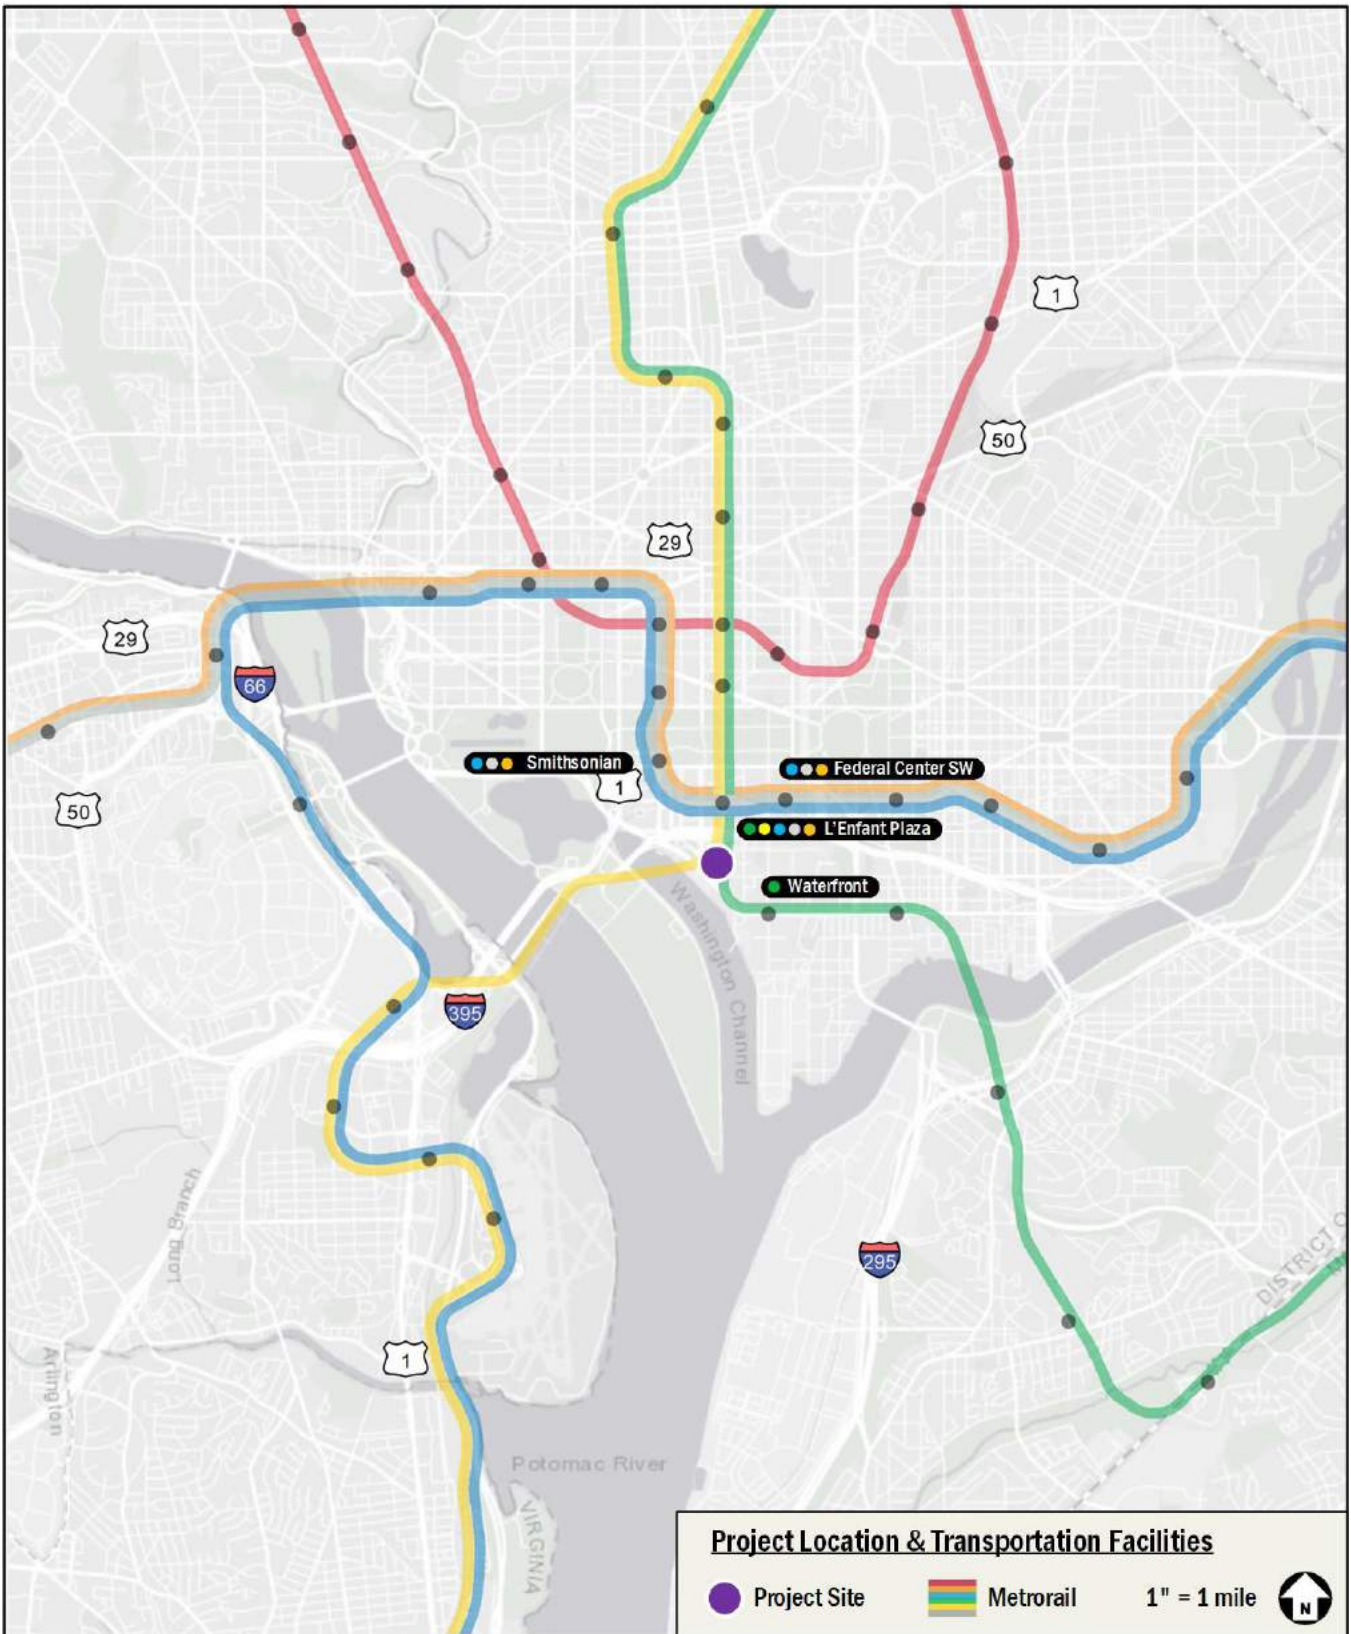 1
50
29
29
66
Smithsonian
1
Federal Center SW
50
L'Enfant Plaza
Waterfront
Washington Channel
395
Long Branch
295
DISTRICT O
1
Arlington
Potomac River
VIRGINIA
Project Location & Transportation Facilities
Project Site
Metrorail
1" = 1 mile
N